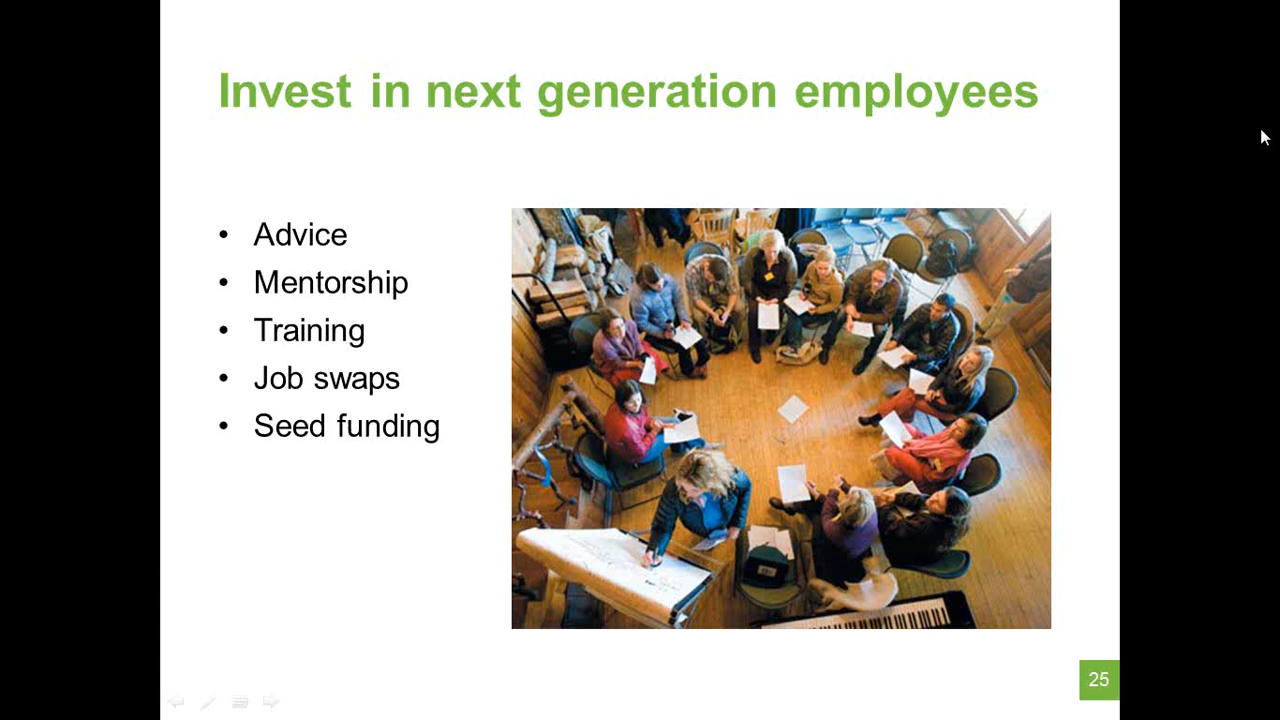 Invest in next generation employees
• Advice
• Mentorship
• Training
• Job swaps
• Seed funding
25